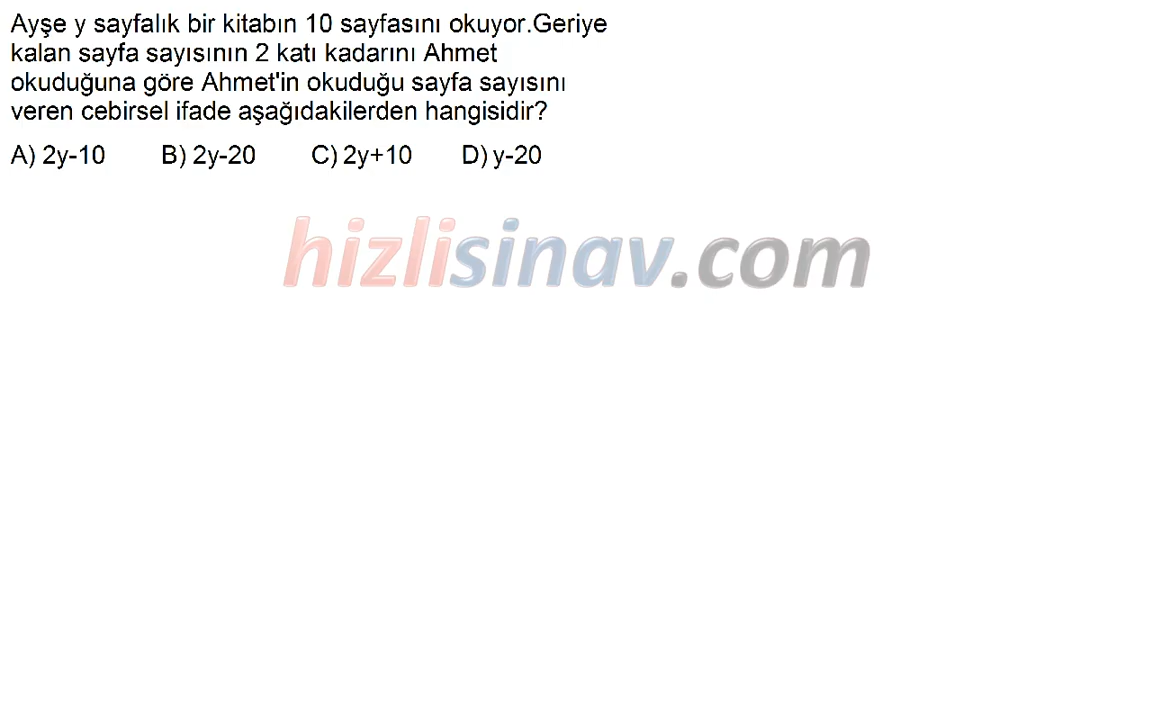 Ayşe y sayfalık bir kitabın 10 sayfasını okuyor.Geriye
kalan sayfa sayısının 2 katı kadarını Ahmet
okuduğuna göre Ahmet'in okuduğu sayfa sayısını
veren cebirsel ifade aşağıdakilerden hangisidir?
A) 2y-10 B) 2y-20 C) 2y+10 D) y-20
hizlisinav.com